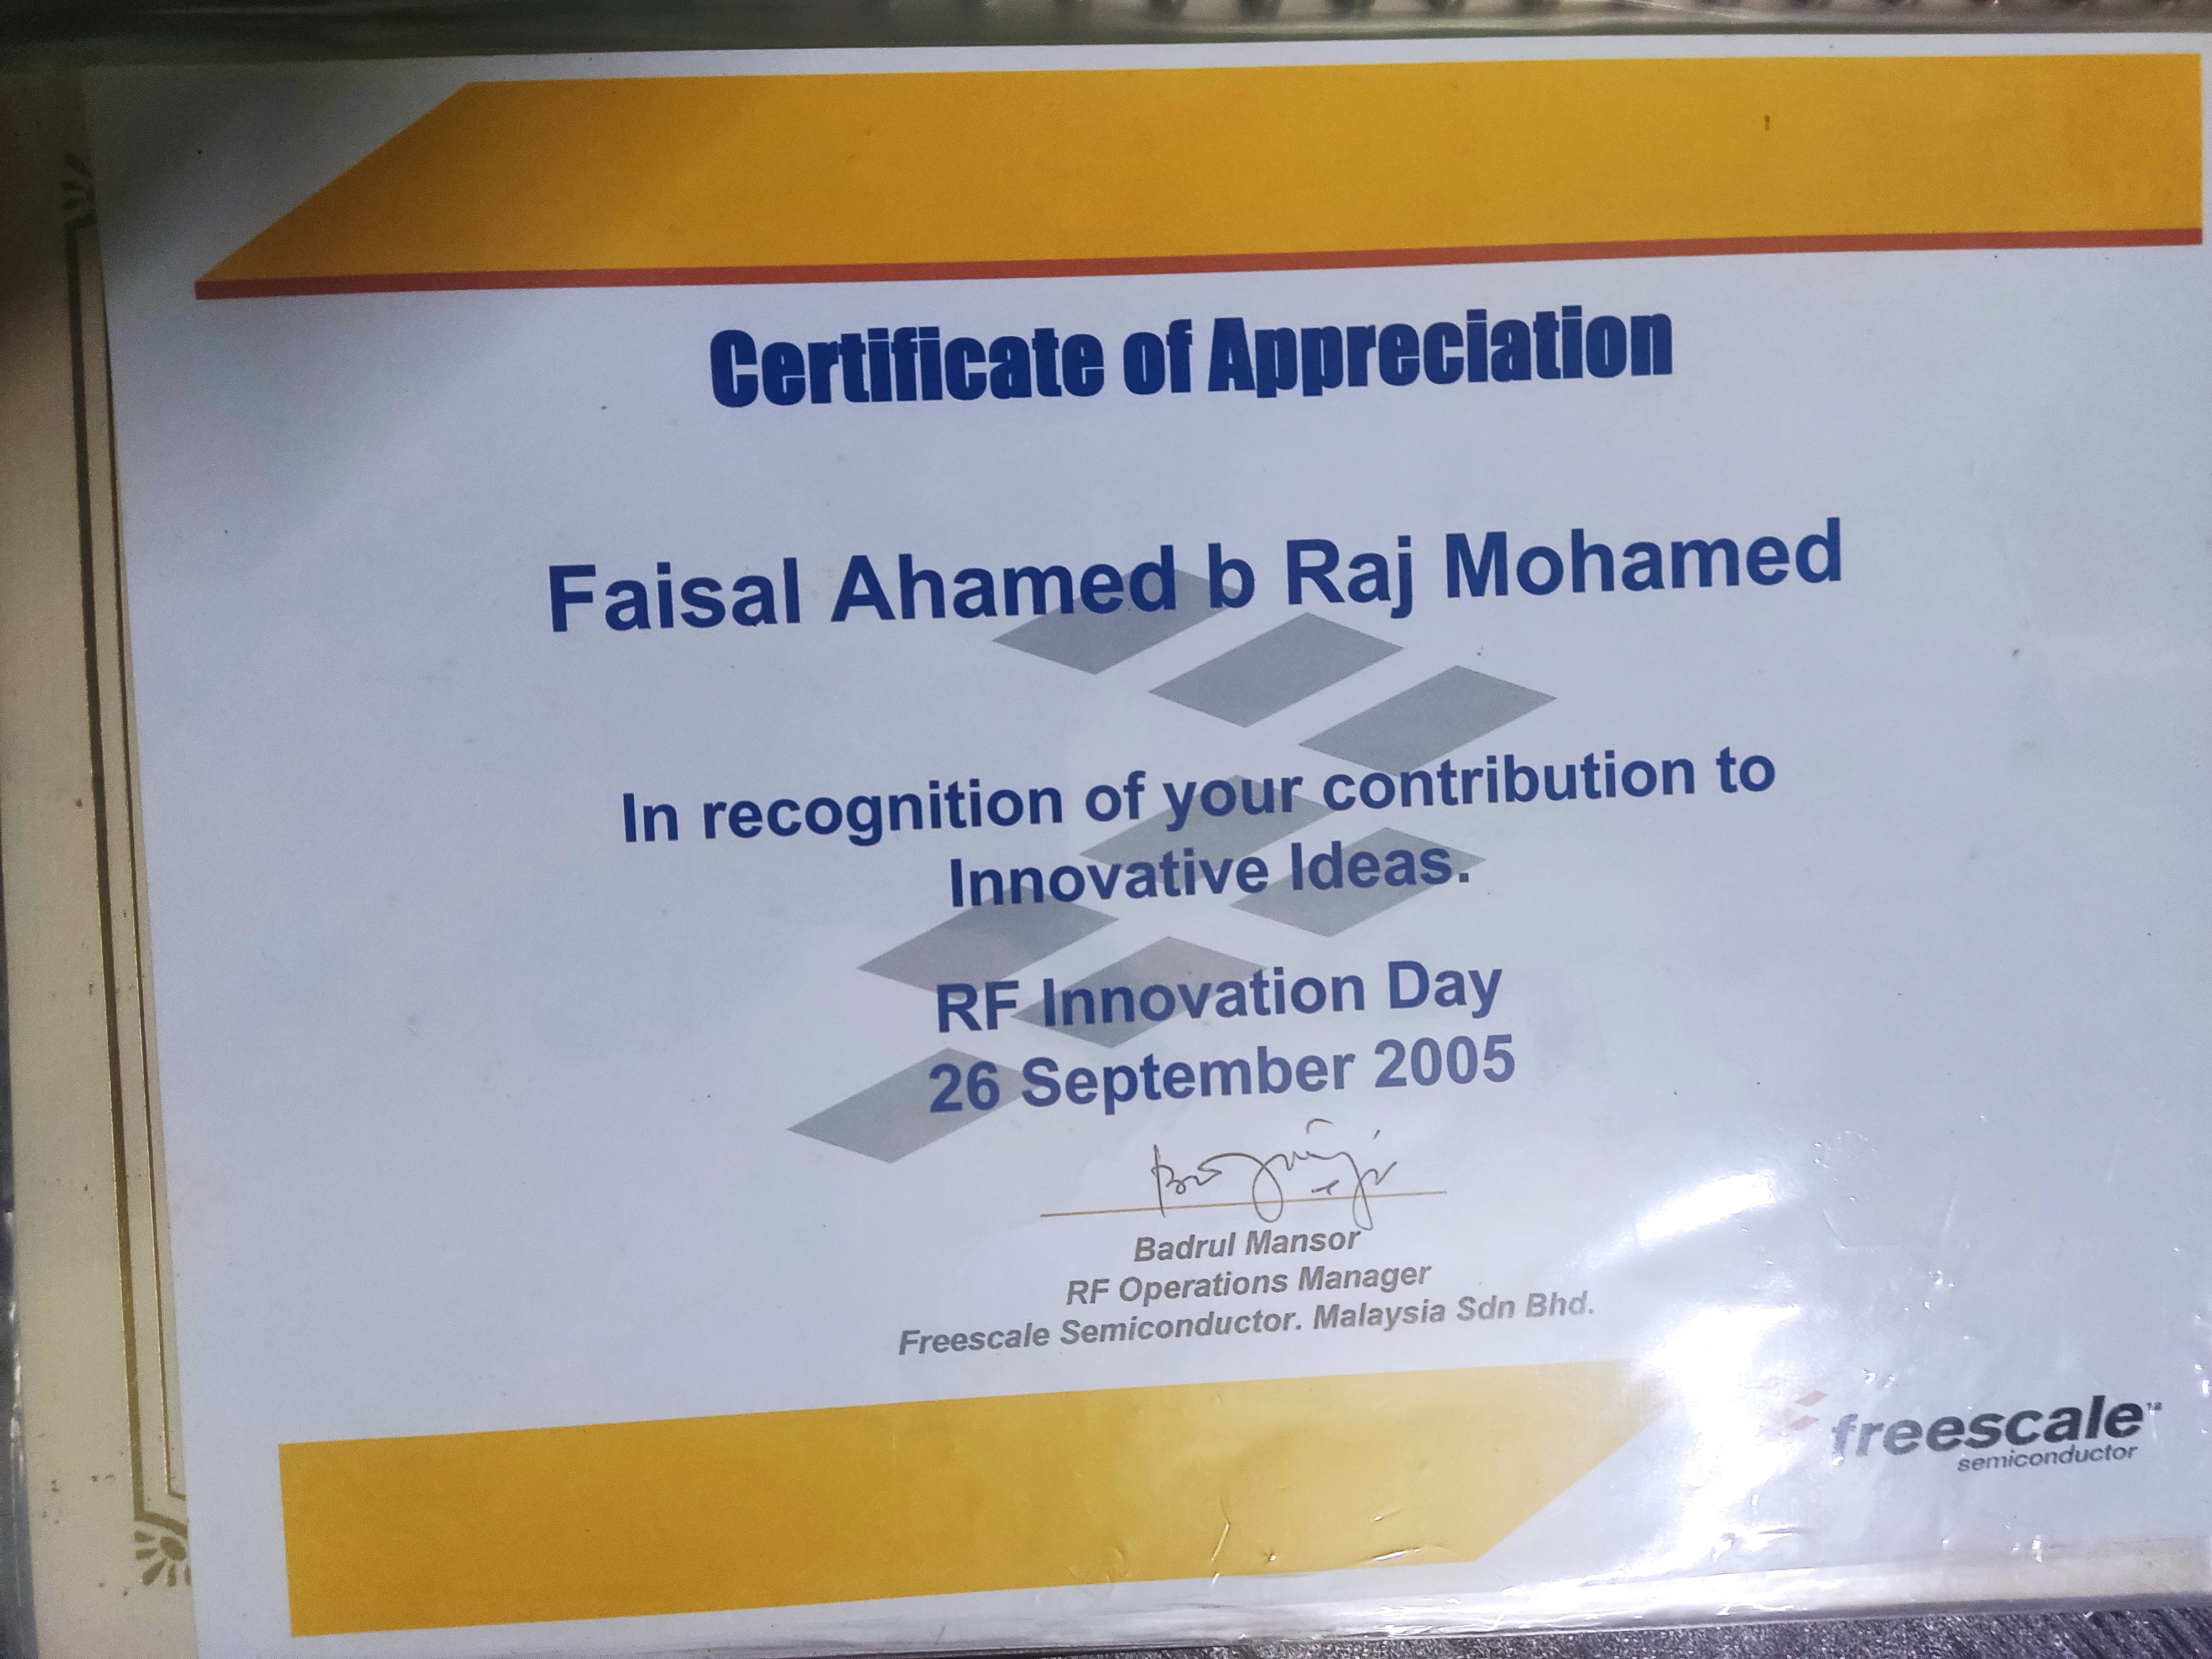 Certificate of Appreciation
Faisal Ahamed b Raj Mohamed
In recognition of your contribution to
Innovative Ideas.
RF Innovation Day
26 September 2005
Badrul Mansor
RF Operations Manager
Freescale Semiconductor. Malaysia Sdn Bhd.
freescale™
semiconductor